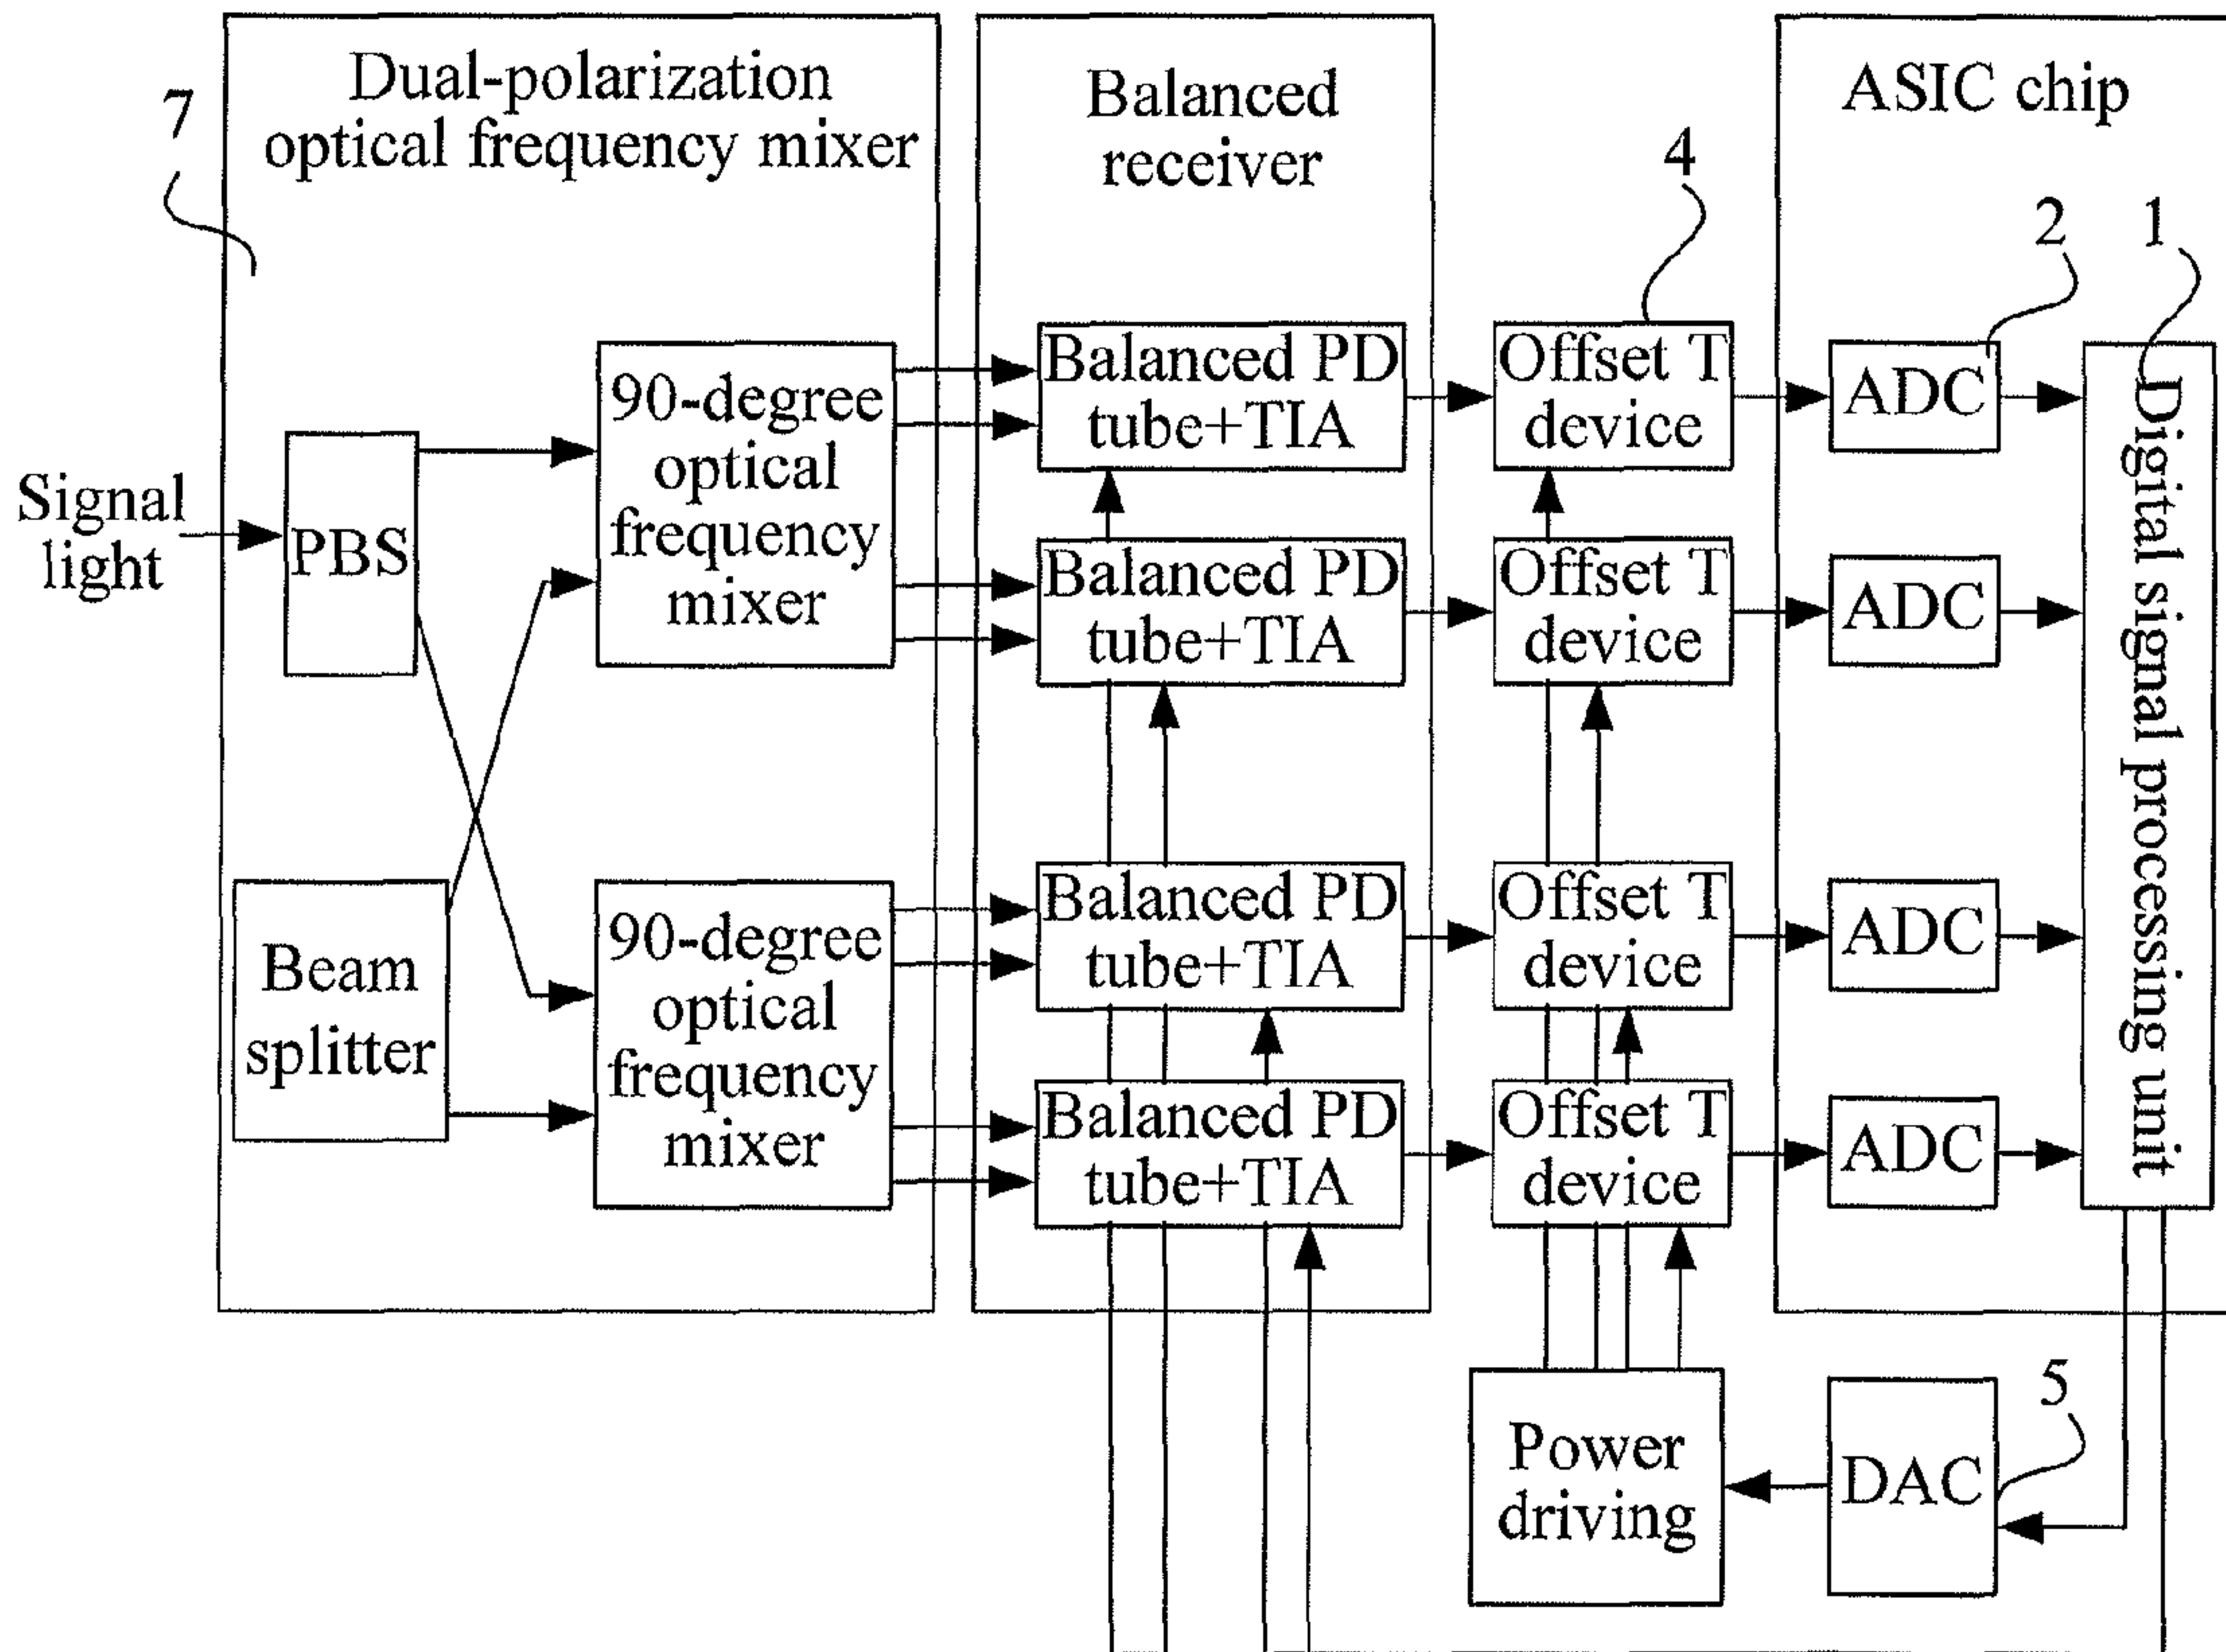 Dual-polarization
optical frequency mixer
7
Balanced
receiver
4
ASIC chip
2
1
Signal
light
PBS
90-degree
optical
frequency
mixer
Balanced PD
tube+TIA
Offset T
device
ADC
Balanced PD
tube+TIA
Offset T
device
ADC
Digital signal processing unit
Beam
splitter
90-degree
optical
frequency
mixer
Balanced PD
tube+TIA
Offset T
device
ADC
Balanced PD
tube+TIA
Offset T
device
ADC
Power
driving
DAC
5